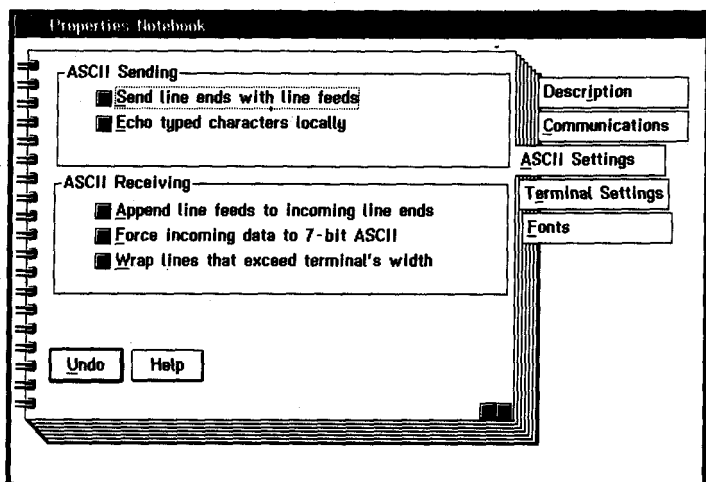 Properties Notebook
ASCII Sending
Send line ends with line feeds
Echo typed characters locally
ASCII Receiving
Append line feeds to incoming line ends
Force incoming data to 7-bit ASCII
Wrap lines that exceed terminal's width
Undo
Help
Description
Communications
ASCII Settings
Terminal Settings
Fonts